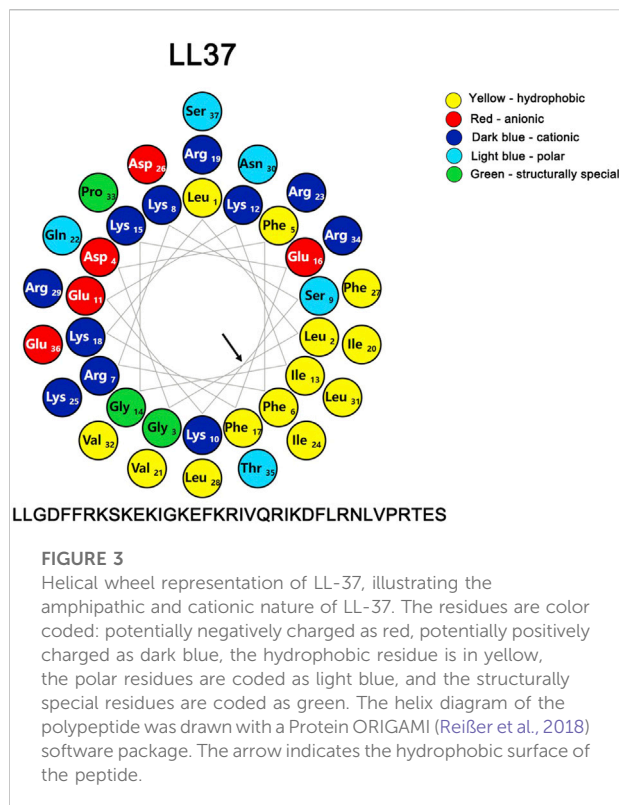 LL37
Yellow - hydrophobic
Red - anionic
Dark blue - cationic
Light blue - polar
Green - structurally special
Ser 37
Asp 26
Arg 19
Asn 30
Pro 33
Lys 8
Leu 1
Lys 12
Arg 23
Lys 15
Phe 5
Gln 22
Asp 4
Glu 16
Arg 34
Arg 29
Glu 11
Ser 9
Phe 27
Glu 36
Lys 18
Leu 2
Ile 20
Lys 25
Arg 7
Ile 13
Leu 31
Gly 14
Phe 6
Val 32
Gly 3
Lys 10
Phe 17
Ile 24
Val 21
Leu 28
Thr 35
LLGDFFRKSKEKIGKEFKRIVQRIKDFLRNLVPRTES
FIGURE 3
Helical wheel representation of LL-37, illustrating the
amphipathic and cationic nature of LL-37. The residues are color
coded: potentially negatively charged as red, potentially positively
charged as dark blue, the hydrophobic residue is in yellow,
the polar residues are coded as light blue, and the structurally
special residues are coded as green. The helix diagram of the
polypeptide was drawn with a Protein ORIGAMI (Reißer et al., 2018)
software package. The arrow indicates the hydrophobic surface of
the peptide.